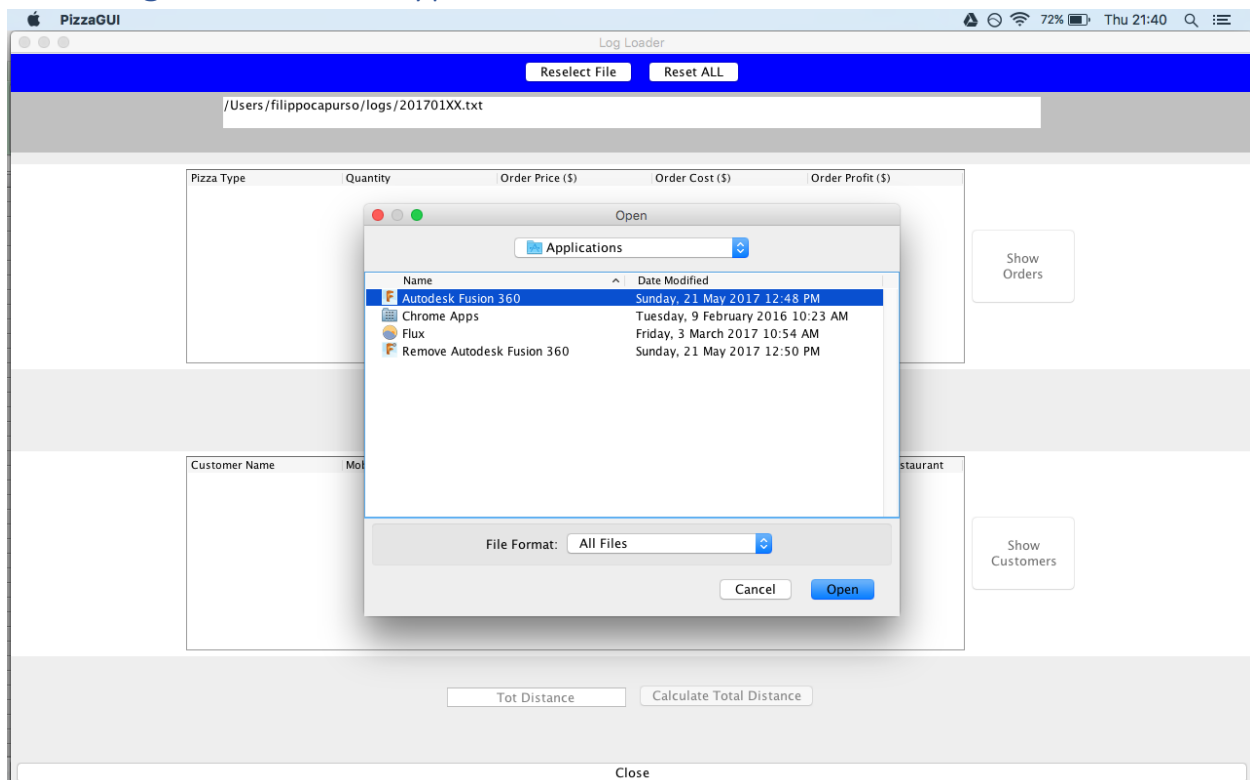 PizzaGUI 72% Thu 21:40
Log Loader
Reselect File Reset ALL
/Users/filippocapurso/logs/201701XX.txt
Pizza Type Quantity Order Price ($) Order Cost ($) Order Profit ($)
Open
Applications
Name Date Modified
Autodesk Fusion 360 Sunday, 21 May 2017 12:48 PM
Chrome Apps Tuesday, 9 February 2016 10:23 AM
Flux Friday, 3 March 2017 10:54 AM
Remove Autodesk Fusion 360 Sunday, 21 May 2017 12:50 PM
Show
Orders
Customer Name Mob staurant
File Format: All Files
Cancel Open
Show
Customers
Tot Distance Calculate Total Distance
Close